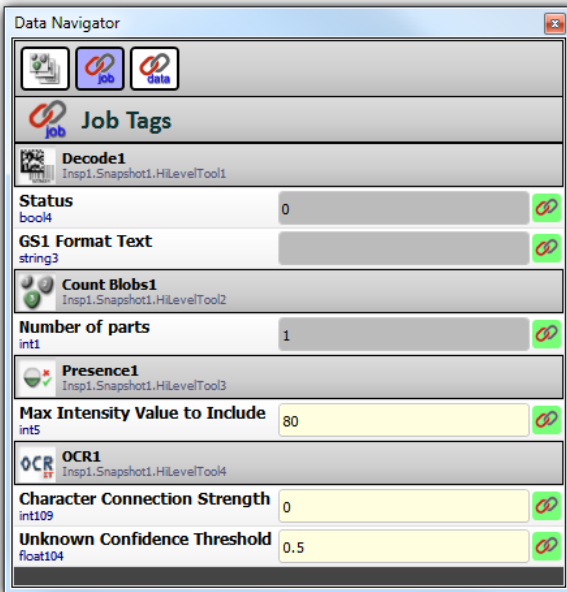 Data Navigator
job
data
job
Job Tags
Decode1
Insp1.Snapshot1.HiLevelTool1
Status
bool4
0
GS1 Format Text
string3
Count Blobs1
Insp1.Snapshot1.HiLevelTool2
Number of parts
int1
1
Presence1
Insp1.Snapshot1.HiLevelTool3
Max Intensity Value to Include
int5
80
OCR
OCR1
Insp1.Snapshot1.HiLevelTool4
Character Connection Strength
int109
0
Unknown Confidence Threshold
float104
0.5